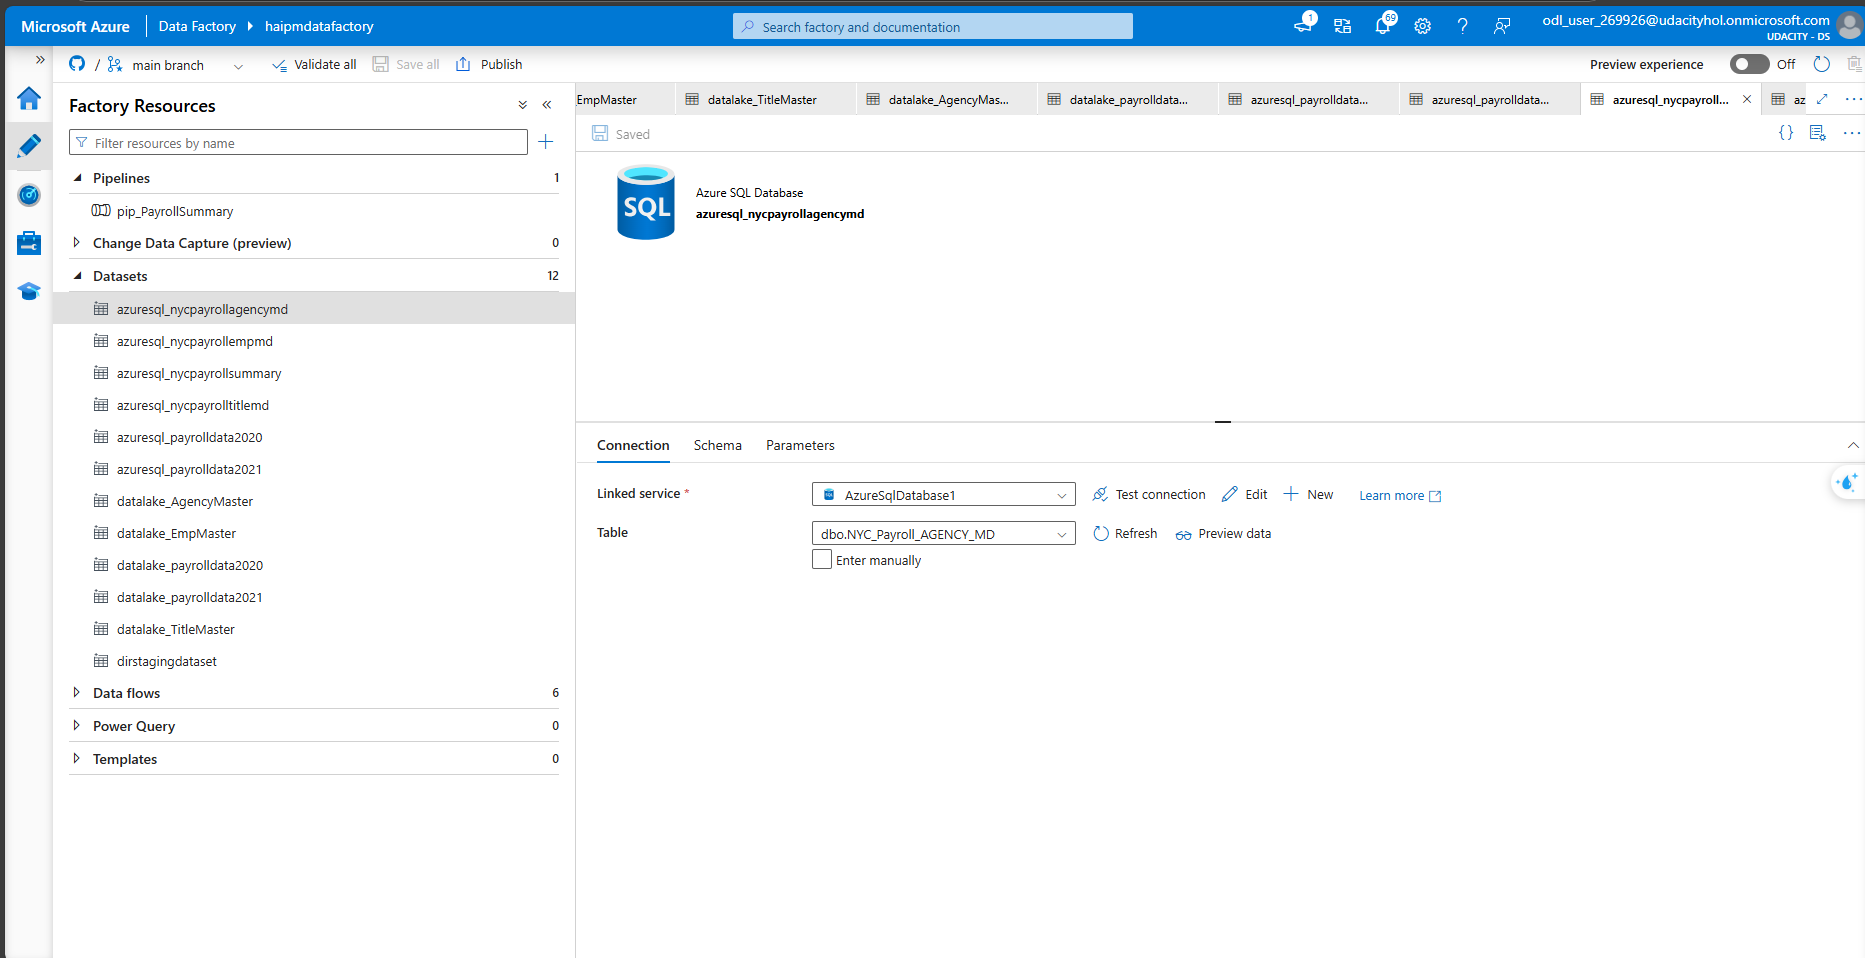 Microsoft Azure Data Factory haipmdatafactory Search factory and documentation 1 69 odl_user_269926@udacityhol.onmicrosoft.com
UDACITY - DS
/ main branch Validate all Save all Publish Preview experience Off
Factory Resources
EmpMaster datalake_TitleMaster datalake_AgencyMas... datalake_payrolldata... azuresql_payrolldata... azuresql_payrolldata... azuresql_nycpayroll... az
Filter resources by name
Saved
Pipelines 1
pip_PayrollSummary
Change Data Capture (preview) 0
Datasets 12
azuresql_nycpayrollagencymd
azuresql_nycpayrollempmd
azuresql_nycpayrollsummary
azuresql_nycpayrolltitlemd
azuresql_payrolldata2020
azuresql_payrolldata2021
datalake_AgencyMaster
datalake_EmpMaster
datalake_payrolldata2020
datalake_payrolldata2021
datalake_TitleMaster
dirstagingdataset
Data flows 6
Power Query 0
Templates 0
SQL
Azure SQL Database
azuresql_nycpayrollagencymd
Connection Schema Parameters
Linked service * AzureSqlDatabase1 Test connection Edit New Learn more
Table dbo.NYC_Payroll_AGENCY_MD Refresh Preview data
Enter manually